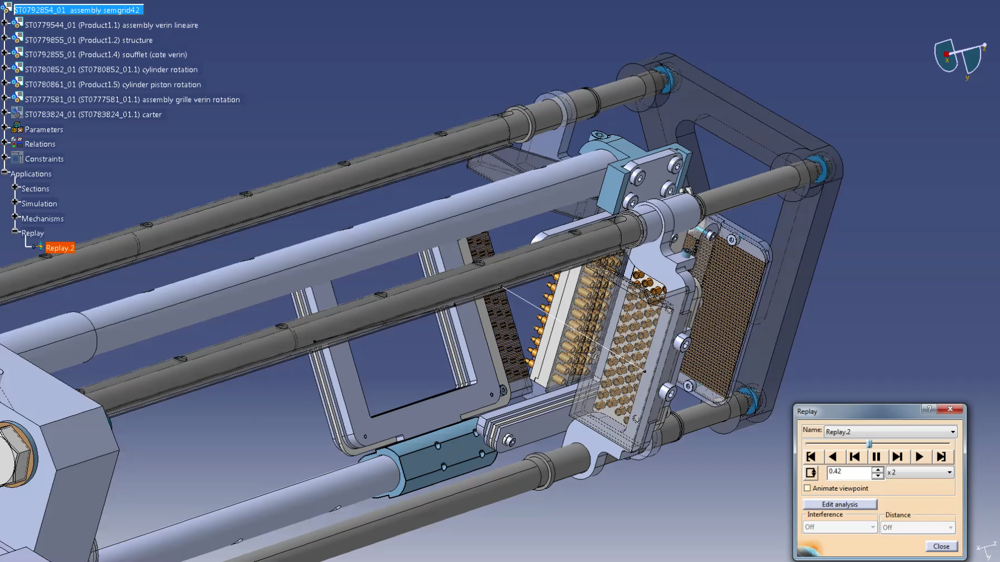 ST0792854_01 assembly semgrid42
ST0779544_01 (Product1.1) assembly verin lineaire
ST0779855_01 (Product1.2) structure
ST0792855_01 (Product1.4) soufflet (cote verin)
ST0780852_01 (ST0780852_01.1) cylinder rotation
ST0780861_01 (Product1.5) cylinder piston rotation
ST0777581_01 (ST0777581_01.1) assembly grille verin rotation
ST0783824_01 (ST0783824_01.1) carter
Parameters
Relations
Constraints
Applications
Sections
Simulation
Mechanisms
Replay
Replay.2
z
x
y
Replay
?
Name: Replay.2
0.42
x 2
Animate viewpoint
Edit analysis
Interference
Distance
Off
Off
Close
x z
y